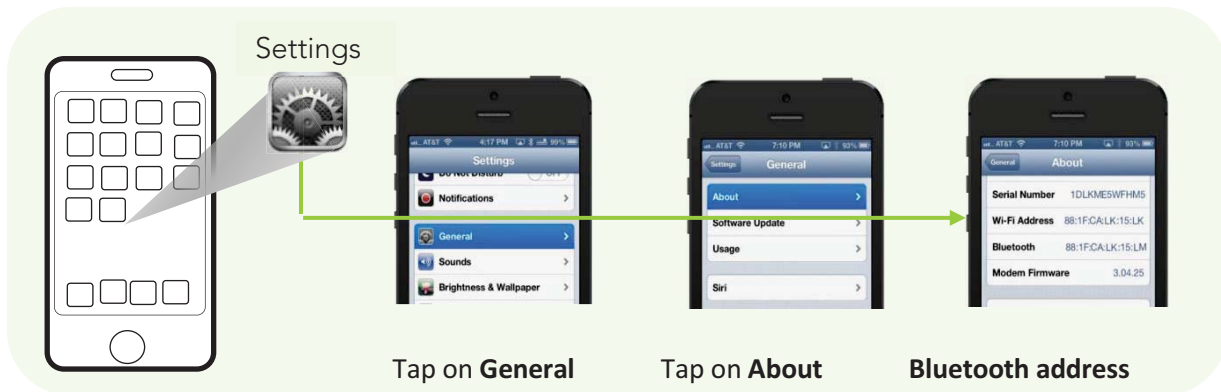 Settings
AT&T 4:17 PM 99%
Settings
Do Not Disturb OFF
Notifications
General
Sounds
Brightness & Wallpaper
AT&T 7:10 PM 93%
Settings General
About
Software Update
Usage
Siri
AT&T 7:10 PM 93%
General About
Serial Number 1DLKME5WFHM5
Wi-Fi Address 88:1F:CA:LK:15:LK
Bluetooth 88:1F:CA:LK:15:LM
Modem Firmware 3.04.25
Tap on General
Tap on About
Bluetooth address